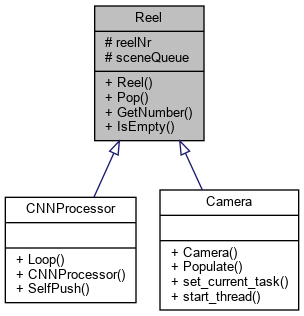 Reel
# reelNr
# sceneQueue
+ Reel()
+ Pop()
+ GetNumber()
+ IsEmpty()
CNNProcessor
+ Loop()
+ CNNProcessor()
+ SelfPush()
Camera
+ Camera()
+ Populate()
+ set_current_task()
+ start_thread()